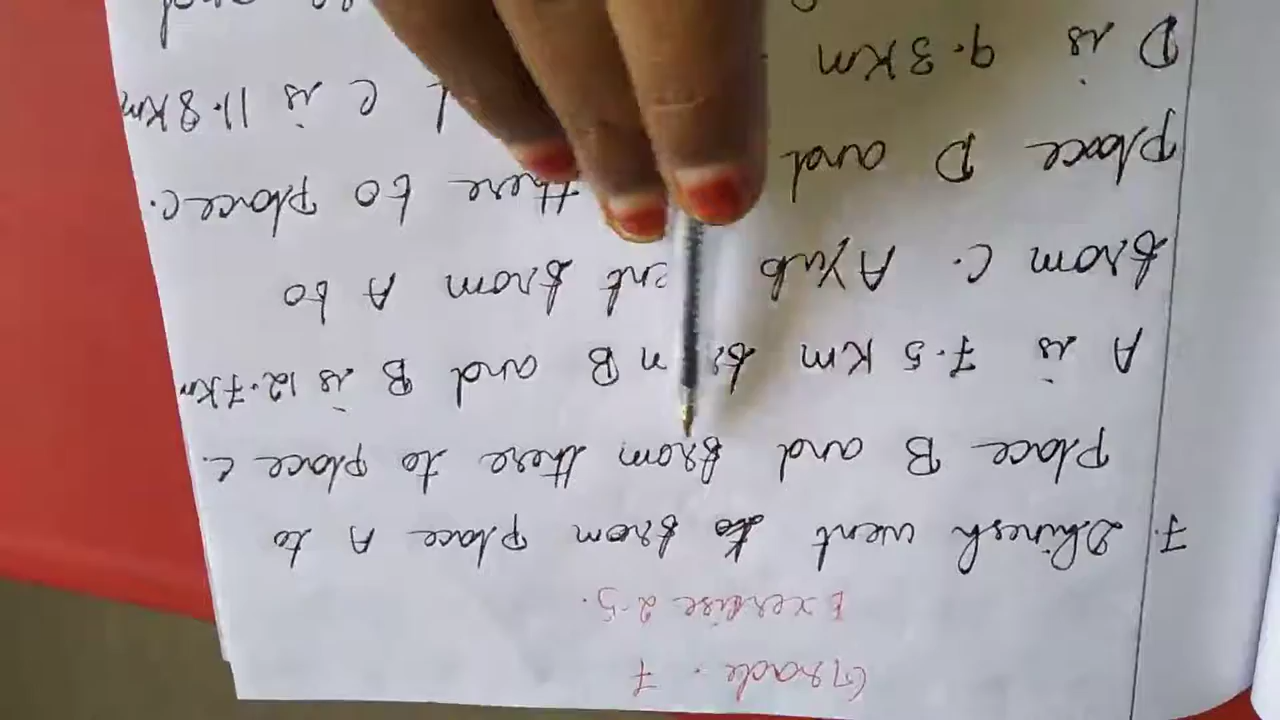 Grade - 7
Exercise 2.5.
7. Dhinesh went to from place A to
place B and from there to place C.
A is 7.5 Km from B and B is 12.7 Km
from C. Ayub from A to
place D and there to place C.
D is 9.3 Km C is 11.8 Km